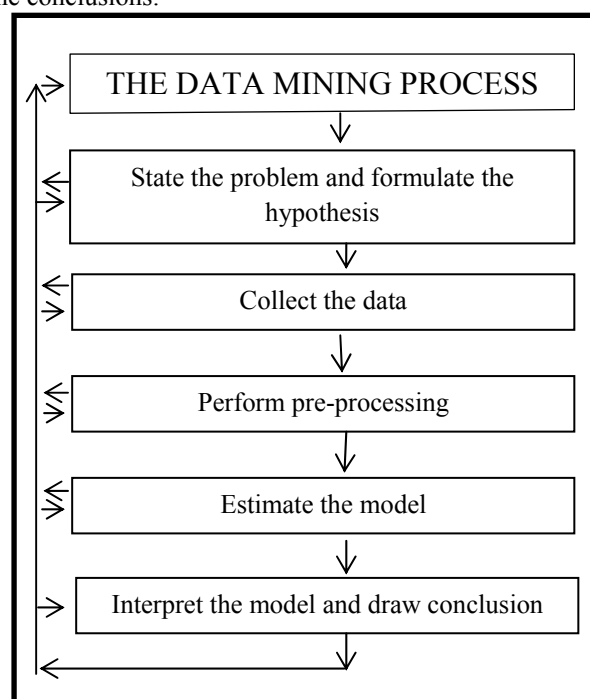 ne conclusions.
THE DATA MINING PROCESS
State the problem and formulate the
hypothesis
Collect the data
Perform pre-processing
Estimate the model
Interpret the model and draw conclusion